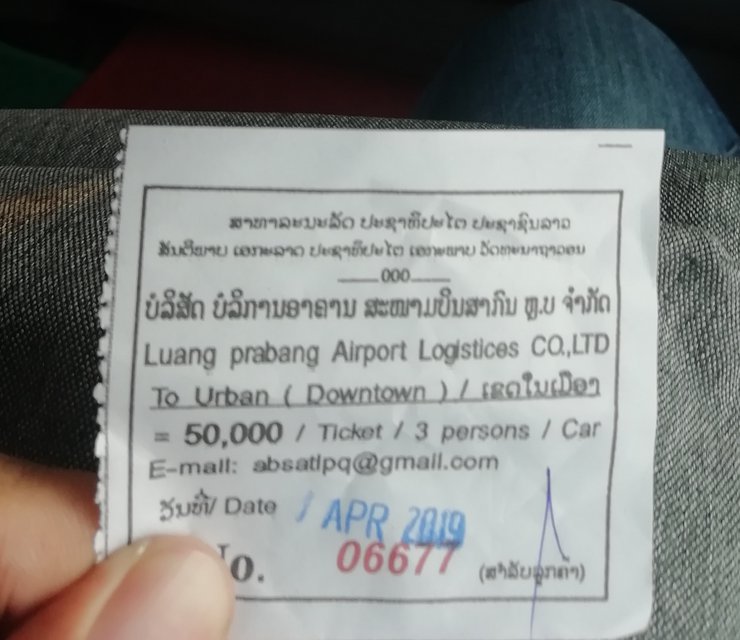 ສາທາລະນະລັດ ປະຊາທິປະໄຕ ປະຊາຊົນລາວ
ສັນຕິພາບ ເອກະລາດ ປະຊາທິປະໄຕ ເອກະພາບ ວັດທະນາຖາວອນ
____000____
ບໍລິສັດ ບໍລິການອາຄານ ສະໜາມບິນສາກົນ ຫຼ.ບ ຈໍາກັດ
Luang prabang Airport Logistices CO.,LTD
To Urban ( Downtown ) / ເຂດໃນເມືອງ
= 50,000 / Ticket / 3 persons / Car
E-mail: absatlpq@gmail.com
ວັນທີ/ Date APR 2019
No. 06677 (ສໍາລັບລູກຄ້າ)